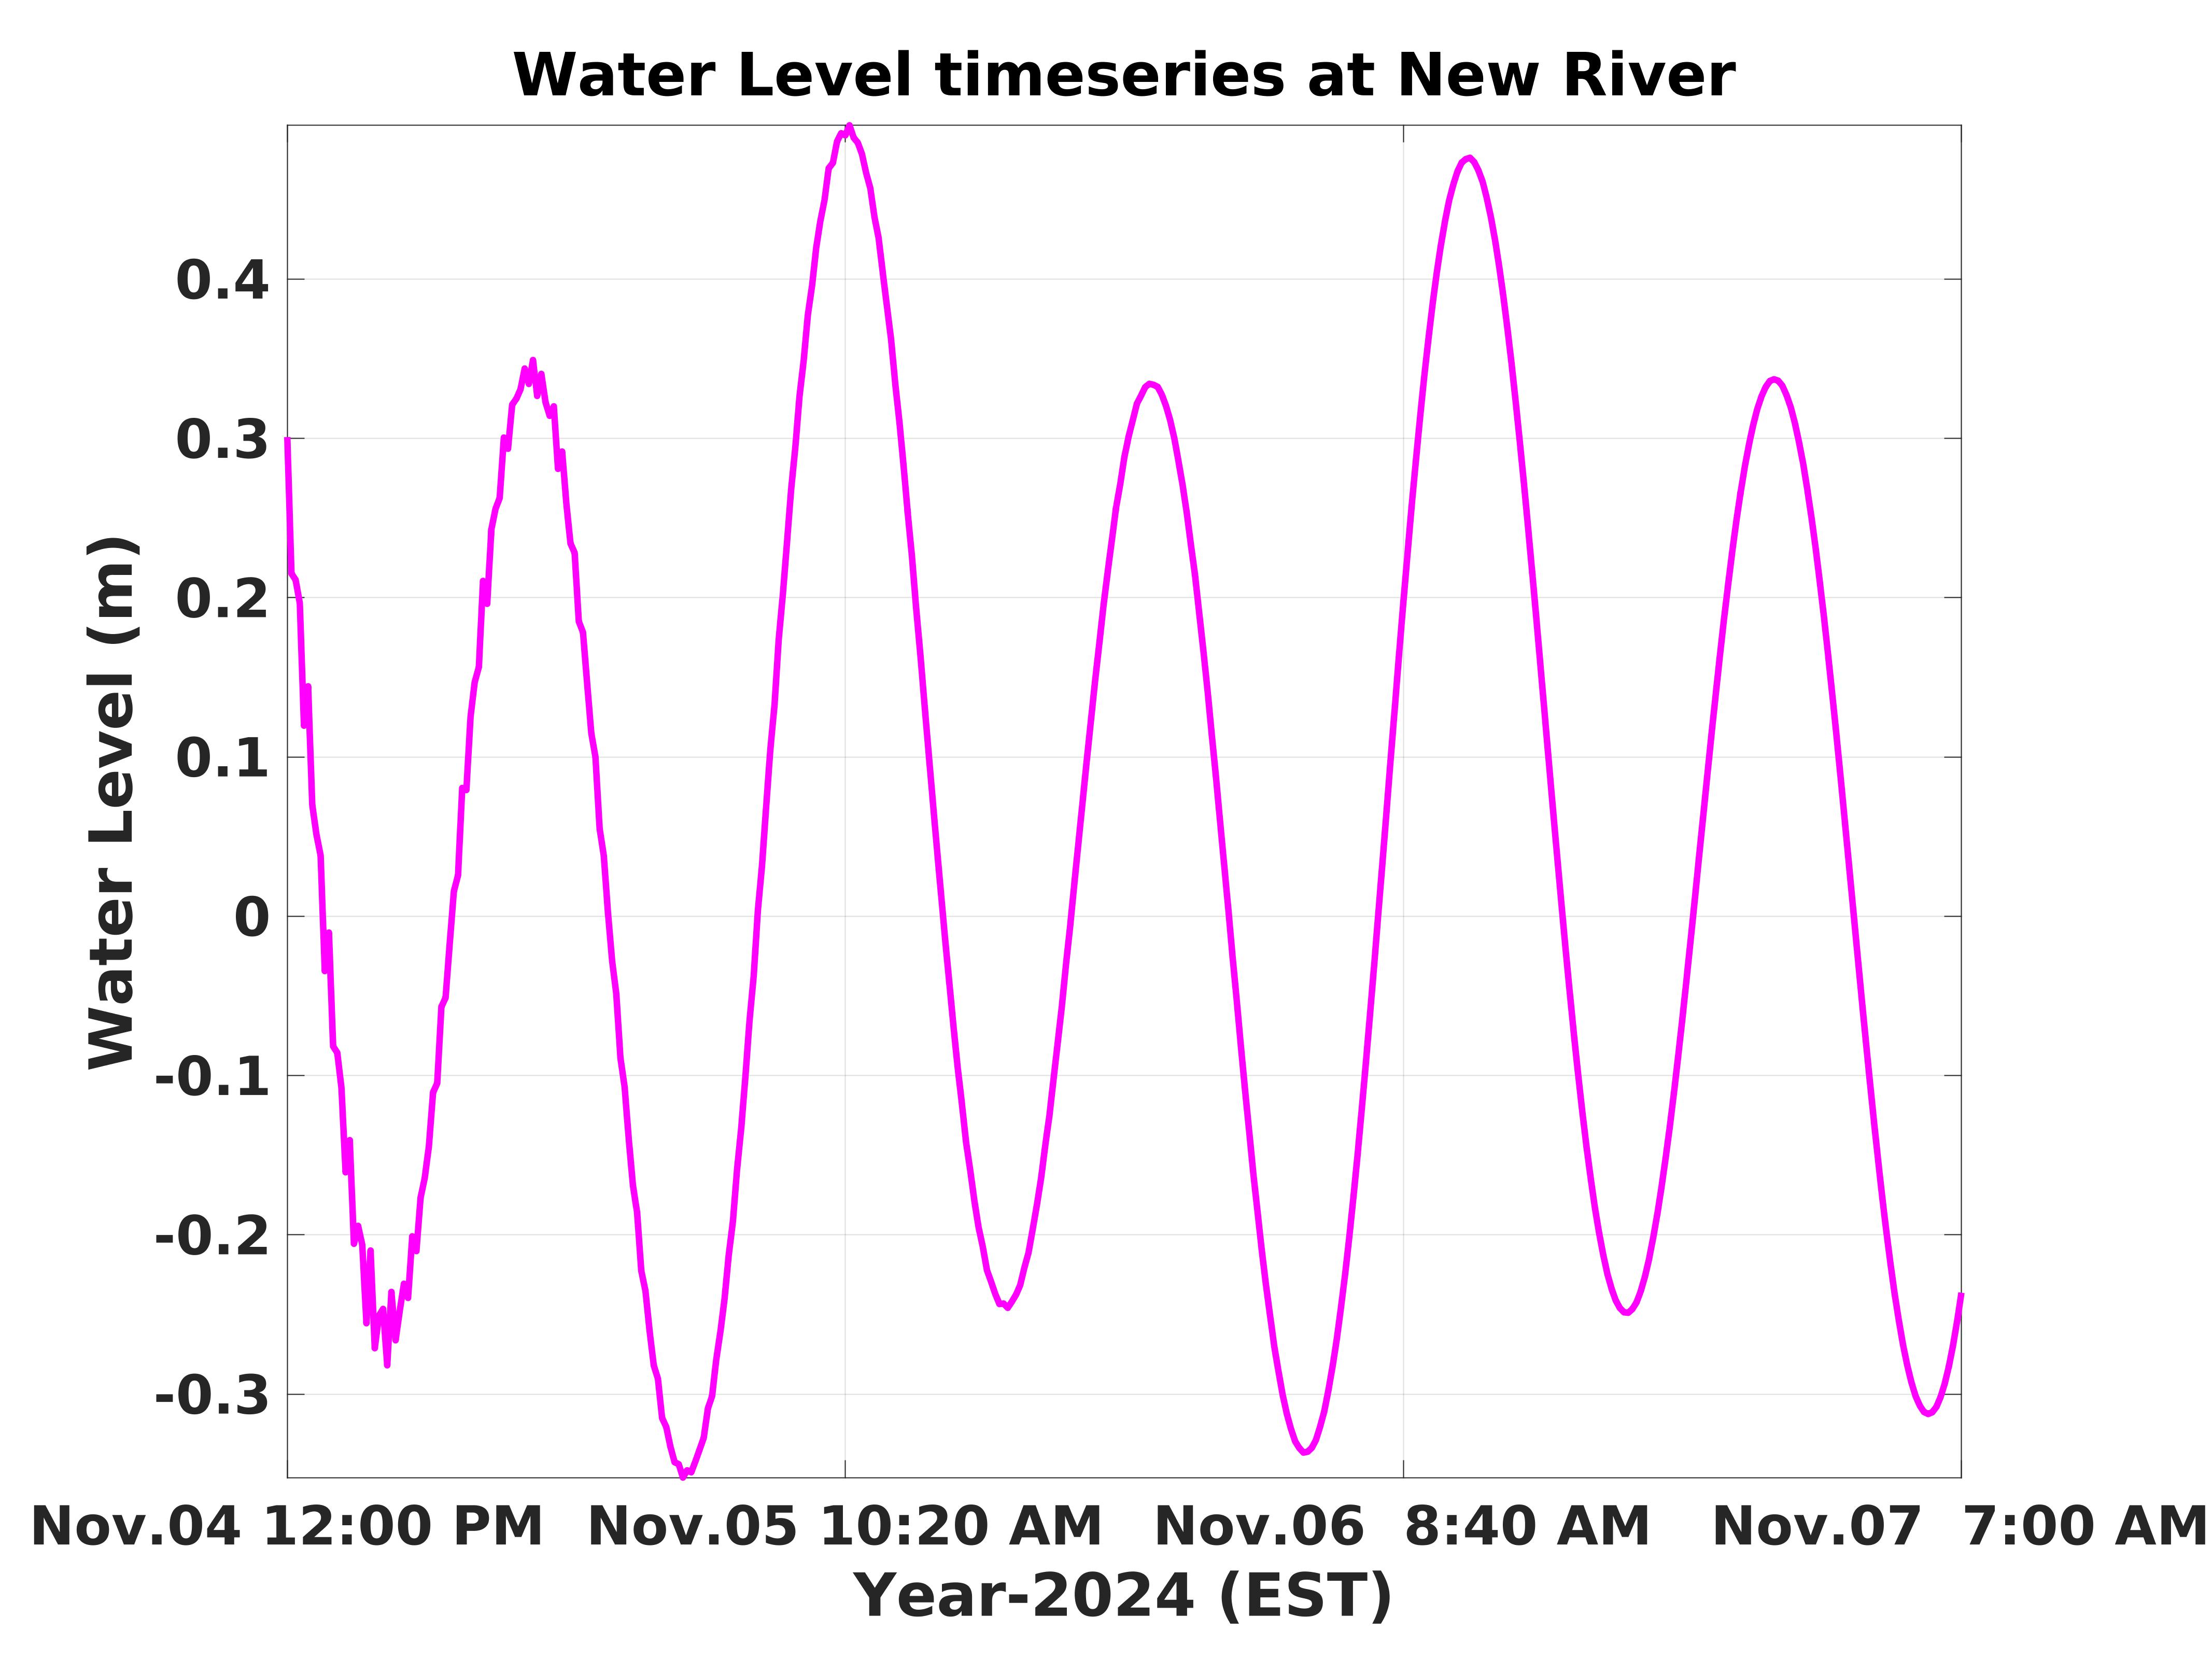 Water Level timeseries at New River
Water Level (m)
0.4
0.3
0.2
0.1
0
-0.1
-0.2
-0.3
Nov.04 12:00 PM Nov.05 10:20 AM Nov.06 8:40 AM Nov.07 7:00 AM
Year-2024 (EST)